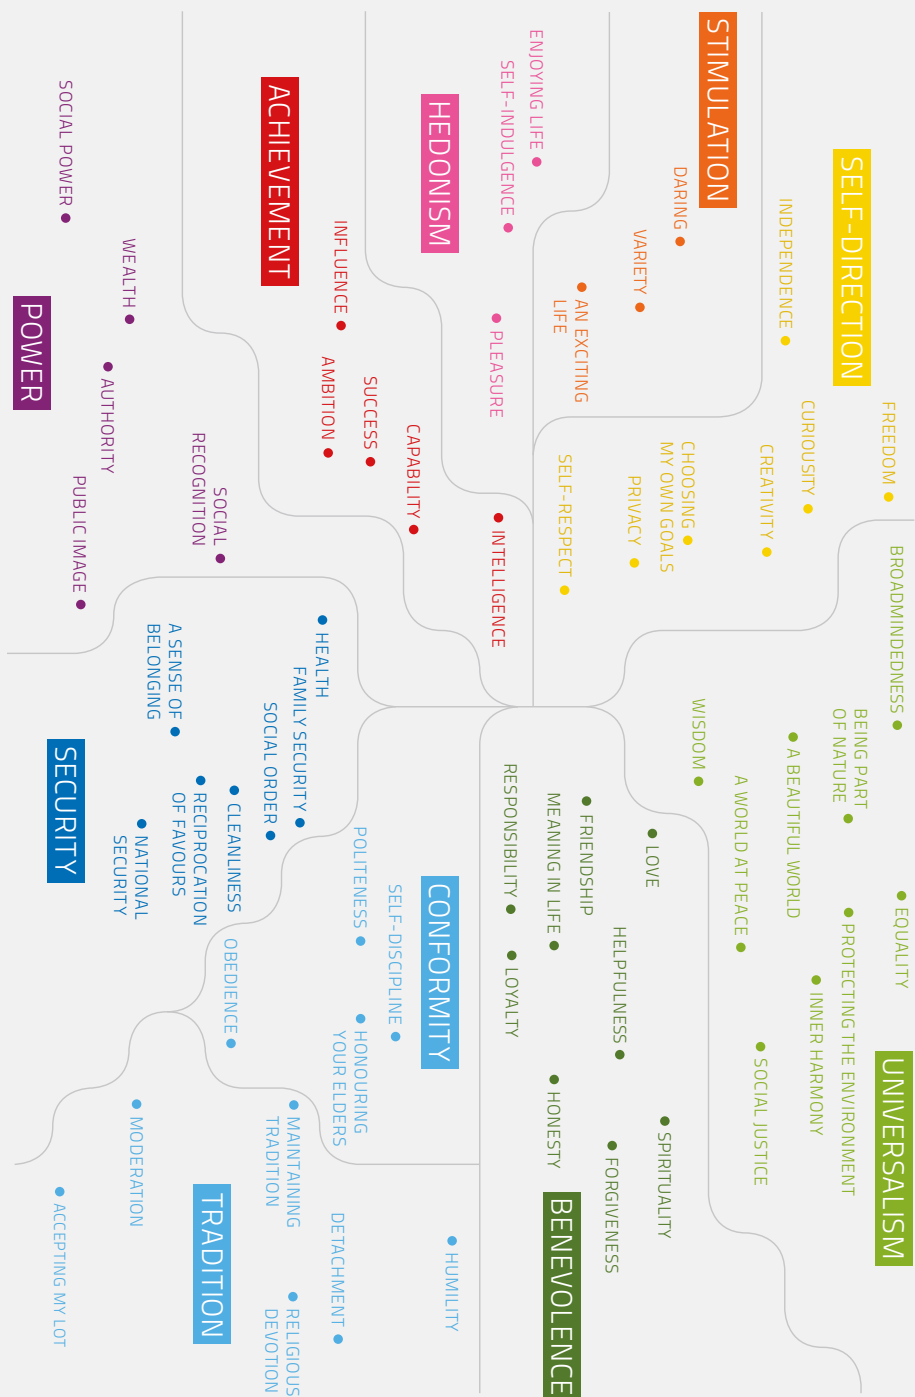 UNIVERSALISM
BROADMINDEDNESS
BEING PART
OF NATURE
A BEAUTIFUL WORLD
WISDOM
A WORLD AT PEACE
EQUALITY
PROTECTING THE ENVIRONMENT
INNER HARMONY
SOCIAL JUSTICE
SELF-DIRECTION
FREEDOM
INDEPENDENCE
CURIOUSITY
CREATIVITY
CHOOSING
MY OWN GOALS
PRIVACY
SELF-RESPECT
STIMULATION
DARING
VARIETY
AN EXCITING
LIFE
HEDONISM
ENJOYING LIFE
SELF-INDULGENCE
PLEASURE
ACHIEVEMENT
INFLUENCE
AMBITION
SUCCESS
CAPABILITY
INTELLIGENCE
POWER
SOCIAL POWER
WEALTH
AUTHORITY
SOCIAL
RECOGNITION
PUBLIC IMAGE
BENEVOLENCE
LOVE
FRIENDSHIP
MEANING IN LIFE
RESPONSIBILITY
HELPFULNESS
LOYALTY
HONESTY
SPIRITUALITY
FORGIVENESS
CONFORMITY
POLITENESS
SELF-DISCIPLINE
HONOURING
YOUR ELDERS
OBEDIENCE
TRADITION
HUMILITY
DETACHMENT
MAINTAINING
TRADITION
RELIGIOUS
DEVOTION
MODERATION
ACCEPTING MY LOT
SECURITY
HEALTH
FAMILY SECURITY
SOCIAL ORDER
CLEANLINESS
RECIPROCATION
OF FAVOURS
A SENSE OF
BELONGING
NATIONAL
SECURITY